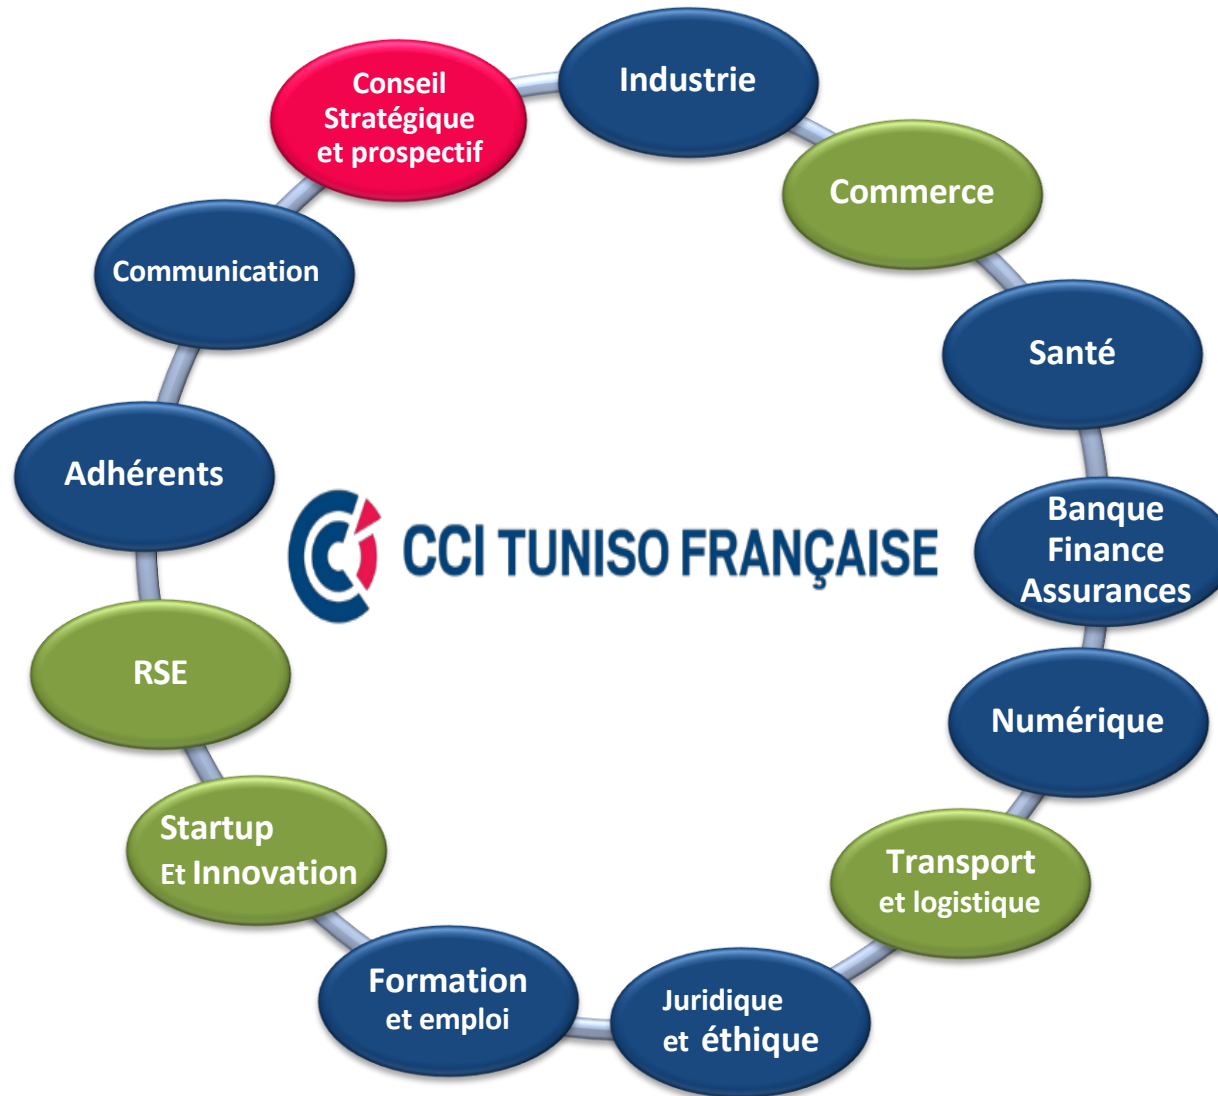 Conseil
Stratégique
et prospectif
Industrie
Commerce
Santé
Banque
Finance
Assurances
Numérique
Transport
et logistique
Juridique
et éthique
Formation
et emploi
Startup
Et Innovation
RSE
Adhérents
Communication
CCI TUNISO FRANÇAISE